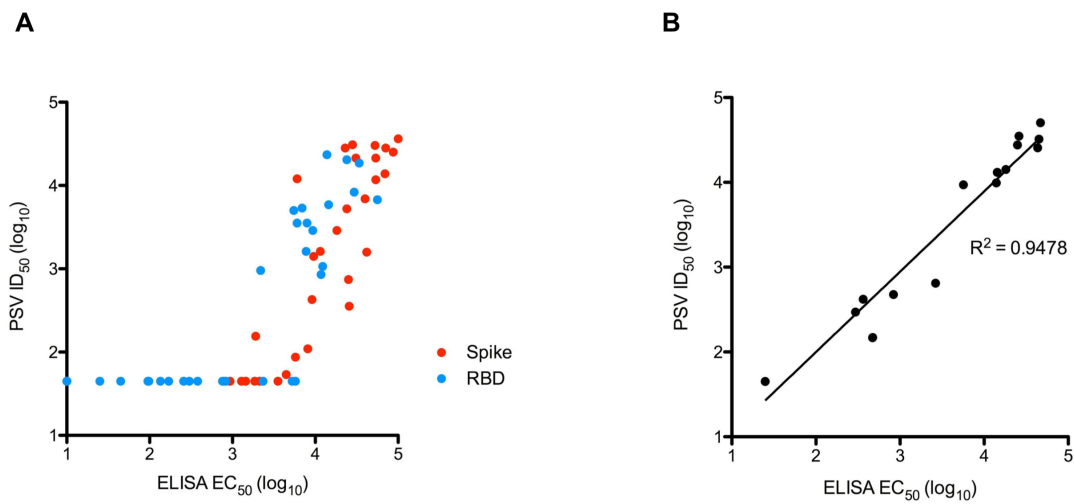 A
B
PSV ID50 (log10)
5
4
3
2
1
1 2 3 4 5
ELISA EC50 (log10)
Spike
RBD
PSV ID50 (log10)
5
4
3
2
1
1 2 3 4 5
ELISA EC50 (log10)
R2 = 0.9478